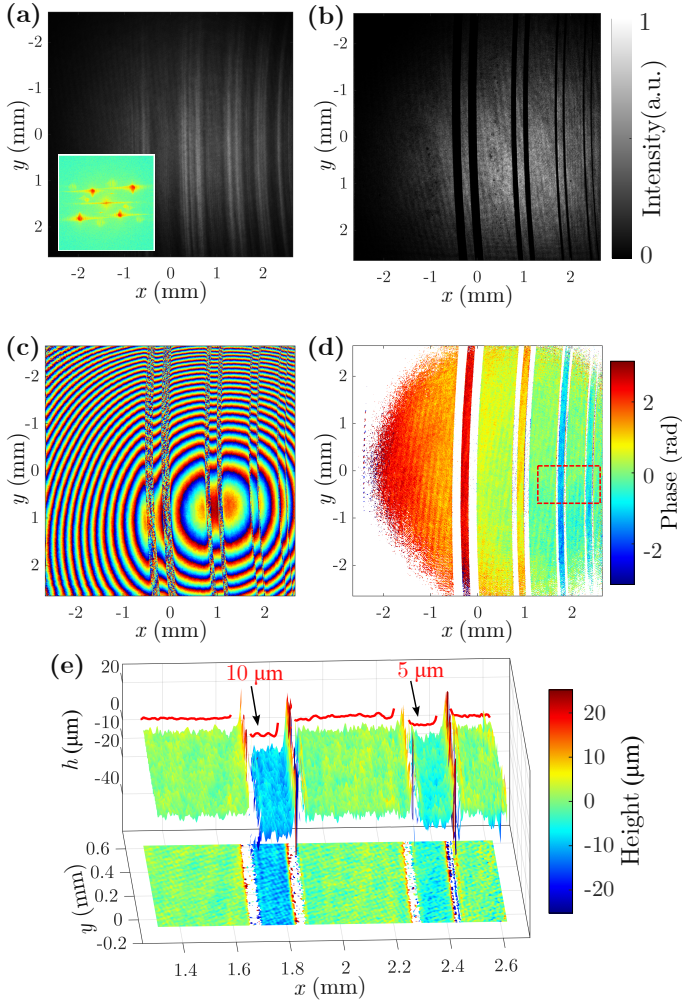 (a)
-2
-1
0
1
2
y (mm)
-2 -1 0 1 2
x (mm)
(b)
-2
-1
0
1
2
y (mm)
-2 -1 0 1 2
x (mm)
1
0
Intensity(a.u.)
(c)
-2
-1
0
1
2
y (mm)
-2 -1 0 1 2
x (mm)
(d)
2
1
0
-1
-2
y (mm)
-2 -1 0 1 2
x (mm)
2
0
-2
Phase (rad)
(e)
20
0
-10
-20
-40
h (μm)
10 μm
5 μm
0.6
0.4
0.2
0
-0.2
y (mm)
1.4 1.6 1.8 2 2.2 2.4 2.6
x (mm)
20
10
0
-10
-20
Height (μm)